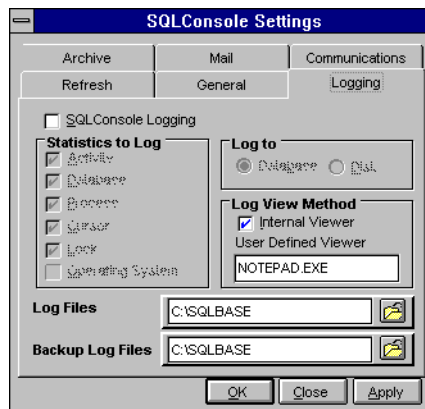 SQLConsole Settings
Archive Mail Communications
Refresh General Logging
SQLConsole Logging
Statistics to Log
Activity
Database
Process
Cursor
Lock
Operating System
Log to
Database Disk
Log View Method
Internal Viewer
User Defined Viewer
NOTEPAD.EXE
Log Files C:\SQLBASE
Backup Log Files C:\SQLBASE
OK Close Apply